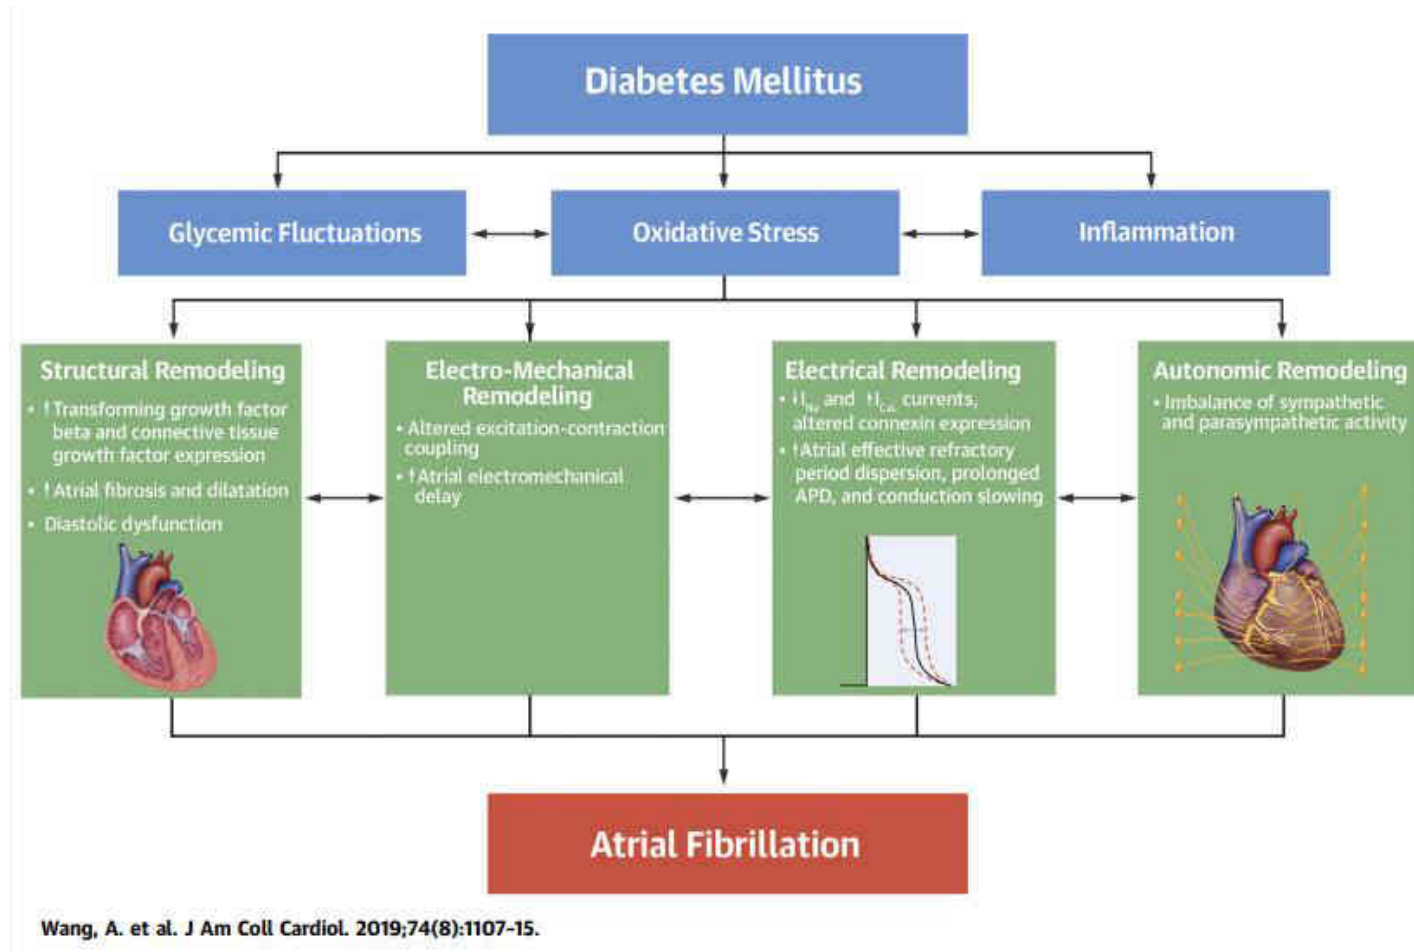 Diabetes Mellitus
Glycemic Fluctuations
Oxidative Stress
Inflammation
Structural Remodeling
• ↑Transforming growth factor
beta and connective tissue
growth factor expression
• ↑Atrial fibrosis and dilatation
• Diastolic dysfunction
Electro-Mechanical
Remodeling
• Altered excitation-contraction
coupling
• ↑Atrial electromechanical
delay
Electrical Remodeling
• ↓I Na and ↑I CaL currents,
altered connexin expression
• ↑Atrial effective refractory
period dispersion, prolonged
APD, and conduction slowing
Autonomic Remodeling
• Imbalance of sympathetic
and parasympathetic activity
Atrial Fibrillation
Wang, A. et al. J Am Coll Cardiol. 2019;74(8):1107-15.